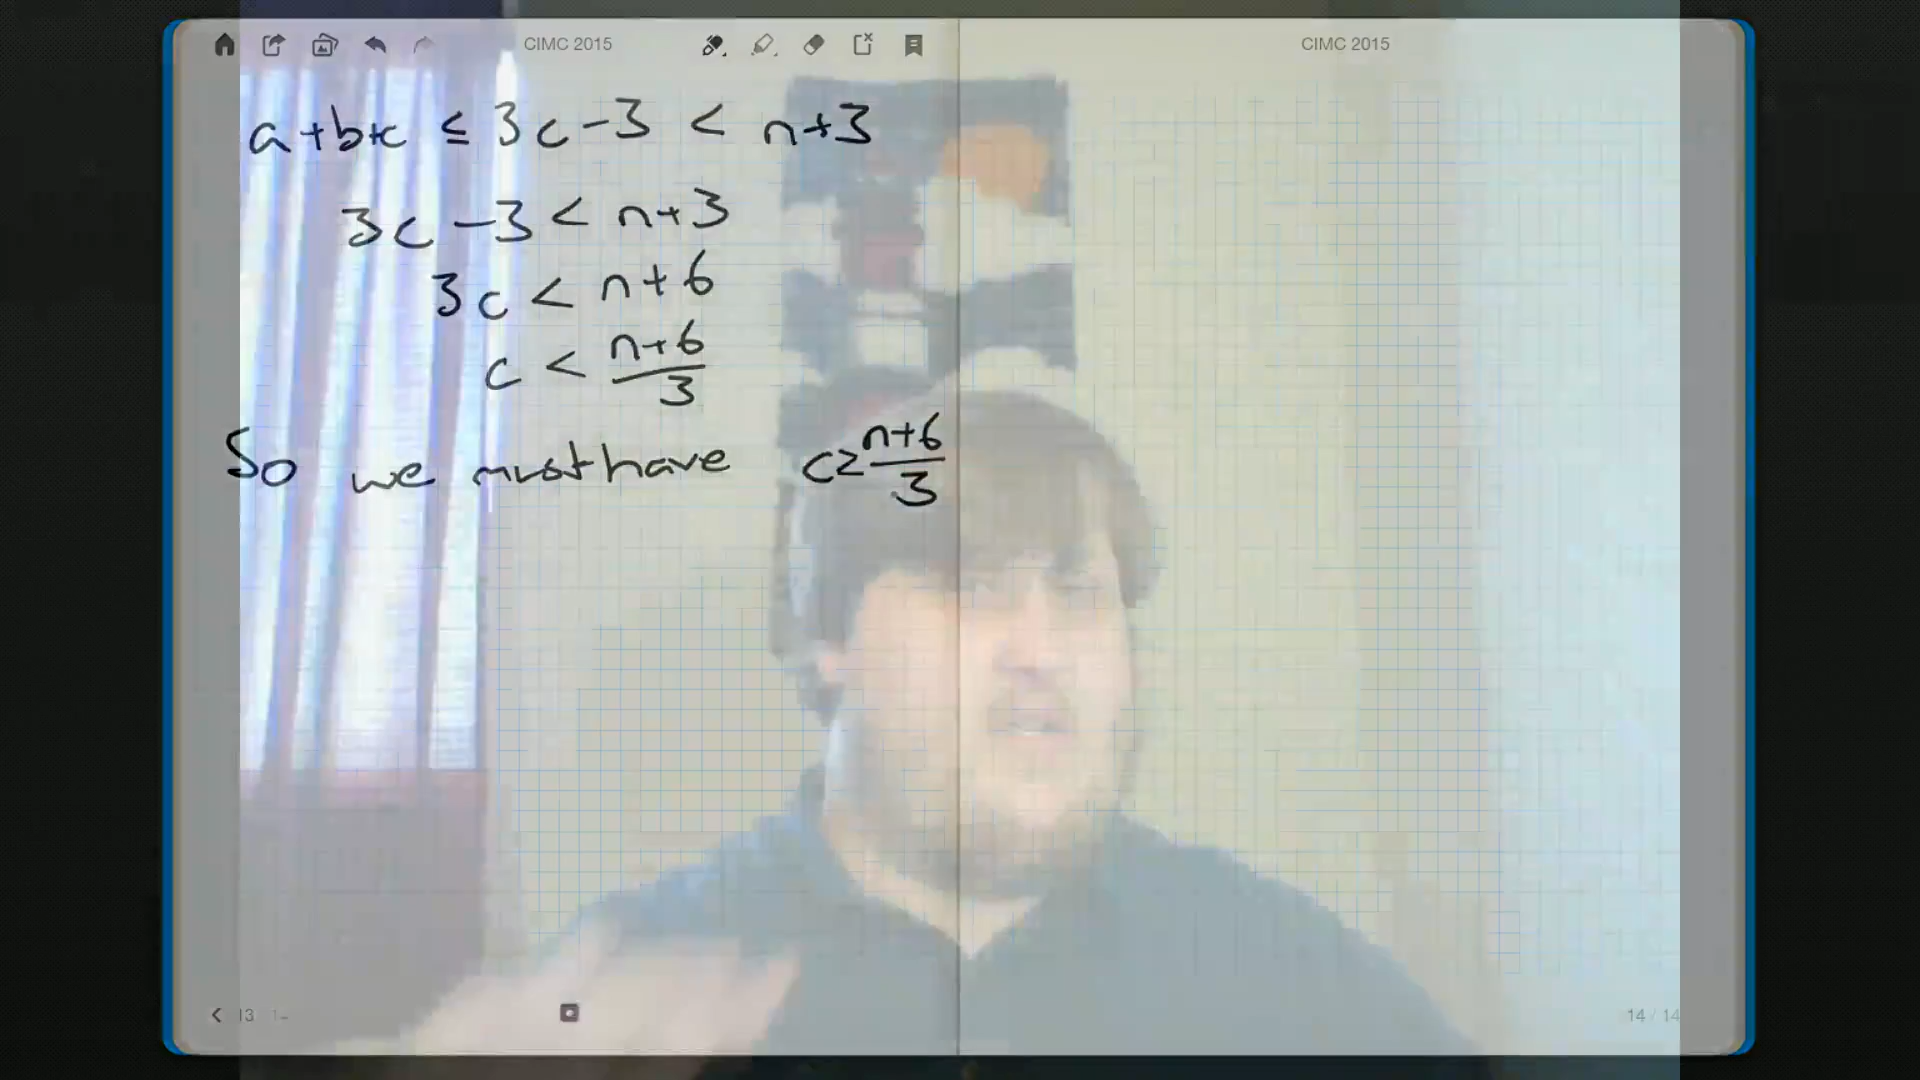 CIMC 2015
CIMC 2015
a+b+c ≤ 3c-3 < n+3
3c-3 < n+3
3c < n+6
c < (n+6)/3
So we must have c≥(n+6)/3
13
14 / 14